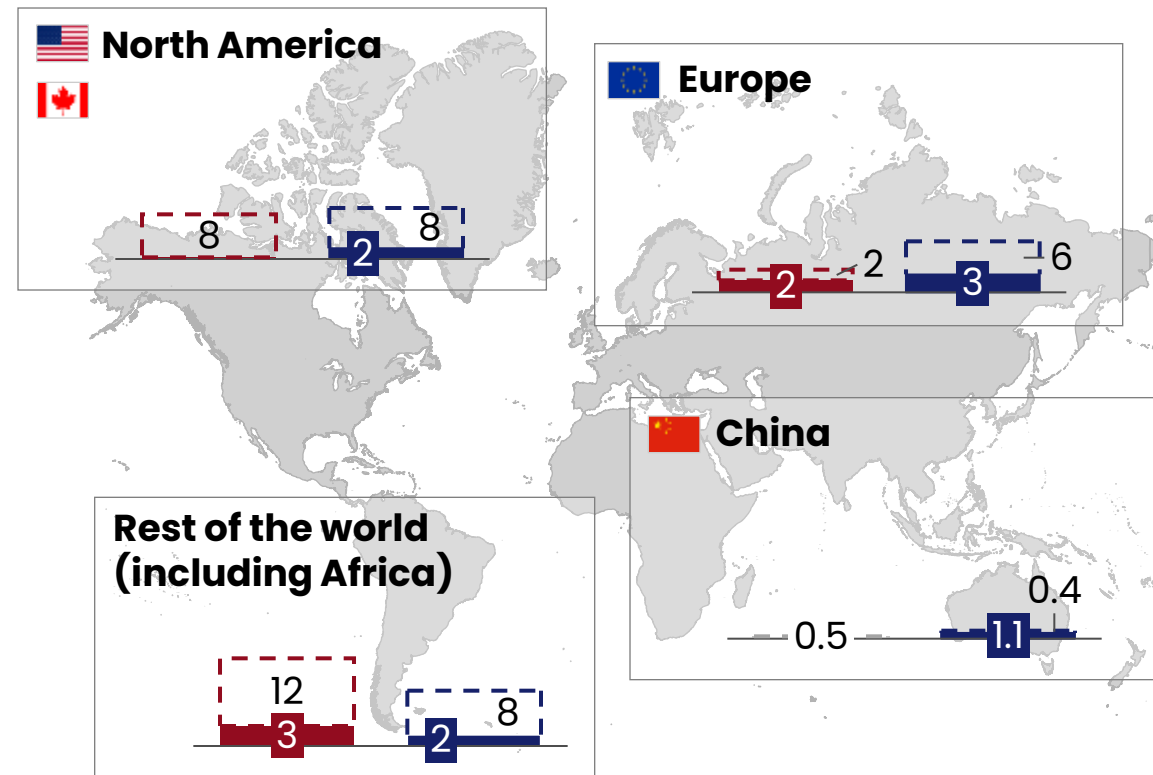 North America
8
8
2
Europe
2
2
6
3
China
0.4
0.5
1.1
Rest of the world
(including Africa)
12
3
8
2